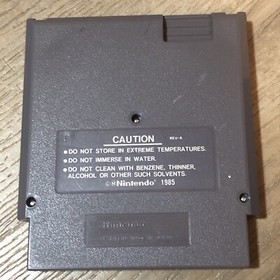 CAUTION REV-A
• DO NOT STORE IN EXTREME TEMPERATURES.
• DO NOT IMMERSE IN WATER.
• DO NOT CLEAN WITH BENZENE, THINNER,
ALCOHOL OR OTHER SUCH SOLVENTS.
©®Nintendo® 1985
Nintendo